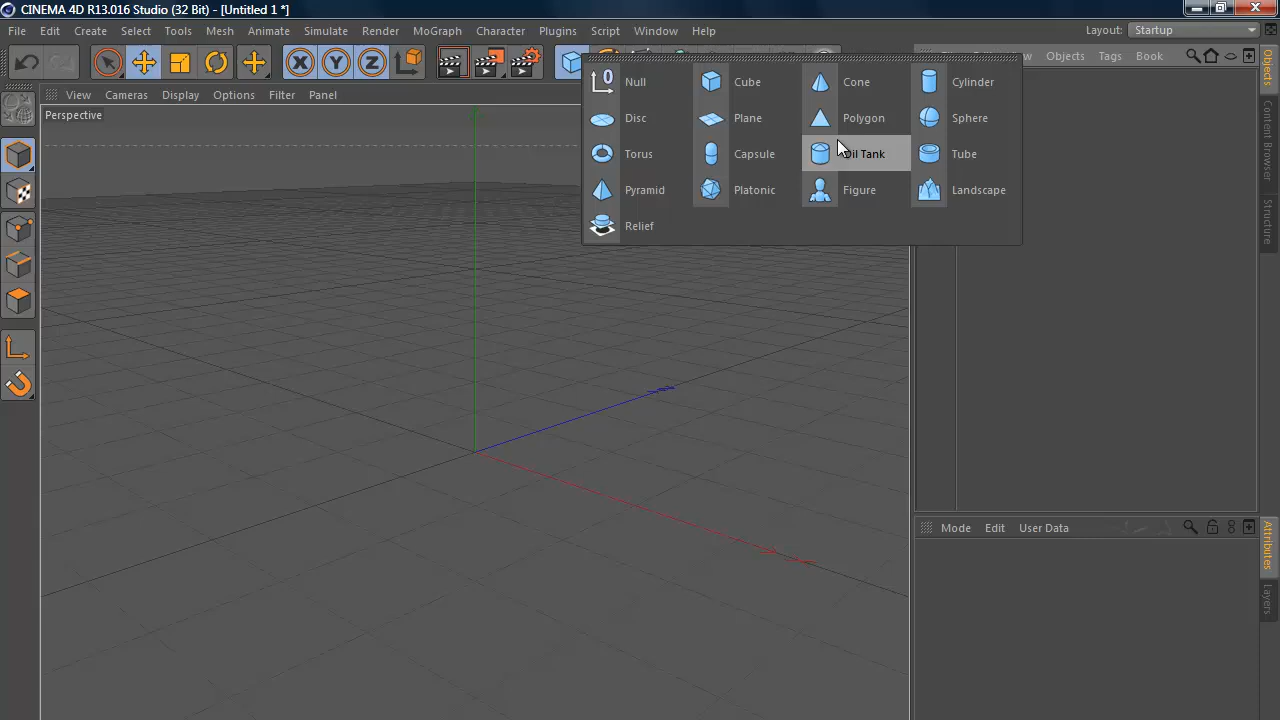 CINEMA 4D R13.016 Studio (32 Bit) - [Untitled 1 *]
File Edit Create Select Tools Mesh Animate Simulate Render MoGraph Character Plugins Script Window Help Layout: Startup
X Y Z
Objects Tags Book
View Cameras Display Options Filter Panel
Perspective
0 Null Cube Cone Cylinder
Disc Plane Polygon Sphere
Torus Capsule Oil Tank Tube
Pyramid Platonic Figure Landscape
Relief
Objects
Content Browser
Structure
Mode Edit User Data
Attributes
Layers